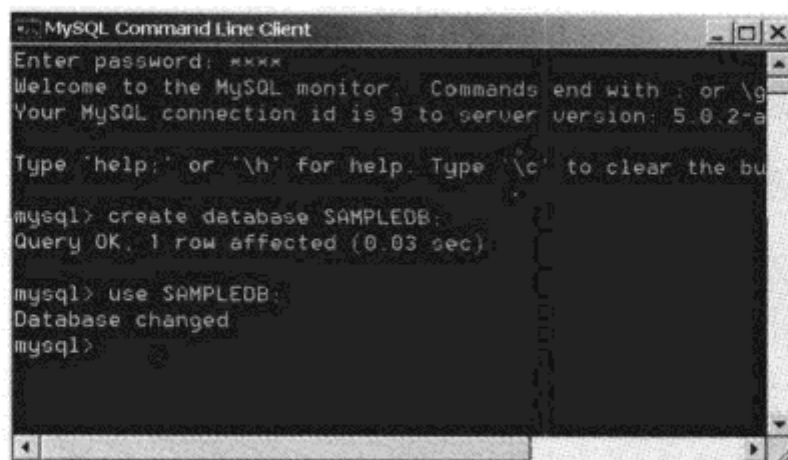 MySQL Command Line Client
Enter password: ****
Welcome to the MySQL monitor.  Commands end with ; or \g
Your MySQL connection id is 9 to server version: 5.0.2-a
Type 'help;' or '\h' for help. Type '\c' to clear the bu
mysql> create database SAMPLEDB;
Query OK, 1 row affected (0.03 sec)
mysql> use SAMPLEDB;
Database changed
mysql>